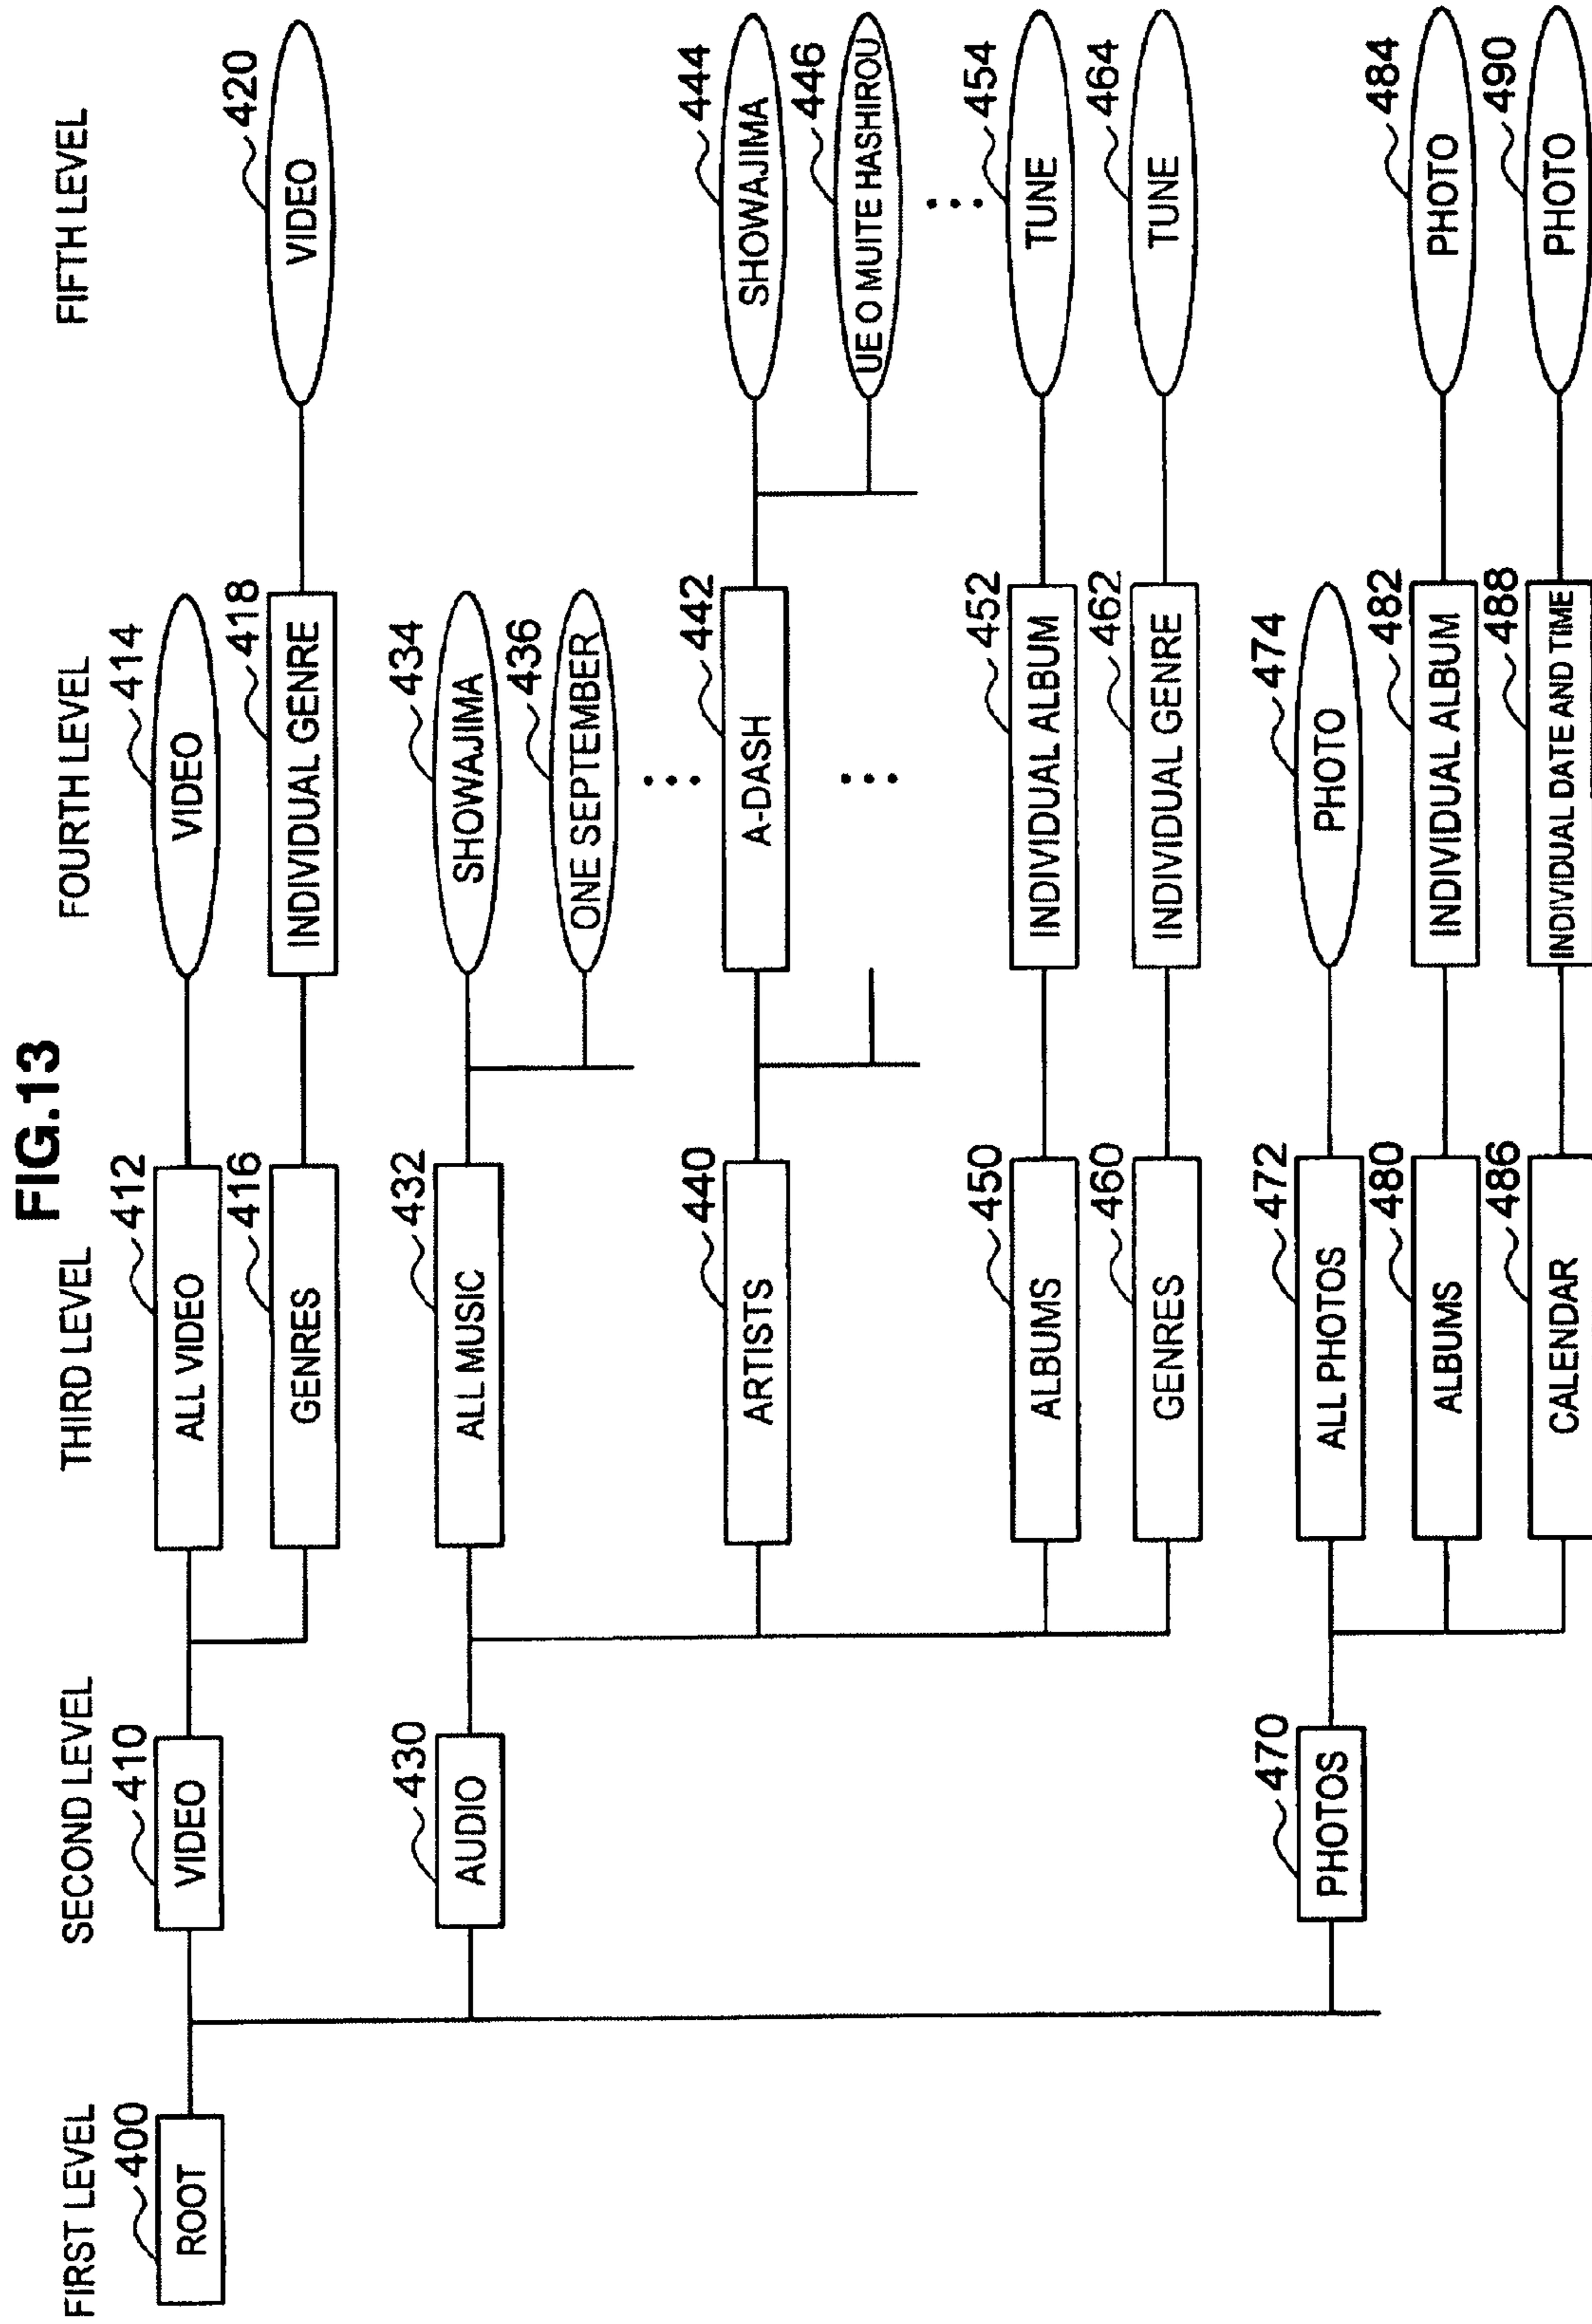 FIG.13
FIRST LEVEL
SECOND LEVEL
THIRD LEVEL
FOURTH LEVEL
FIFTH LEVEL
400
ROOT
410
VIDEO
412
ALL VIDEO
414
VIDEO
416
GENRES
418
INDIVIDUAL GENRE
420
VIDEO
430
AUDIO
432
ALL MUSIC
434
SHOWAJIMA
436
ONE SEPTEMBER
440
ARTISTS
442
A-DASH
444
SHOWAJIMA
446
UE O MUITE HASHIROU
450
ALBUMS
452
INDIVIDUAL ALBUM
454
TUNE
460
GENRES
462
INDIVIDUAL GENRE
464
TUNE
470
PHOTOS
472
ALL PHOTOS
474
PHOTO
480
ALBUMS
482
INDIVIDUAL ALBUM
484
PHOTO
486
CALENDAR
488
INDIVIDUAL DATE AND TIME
490
PHOTO